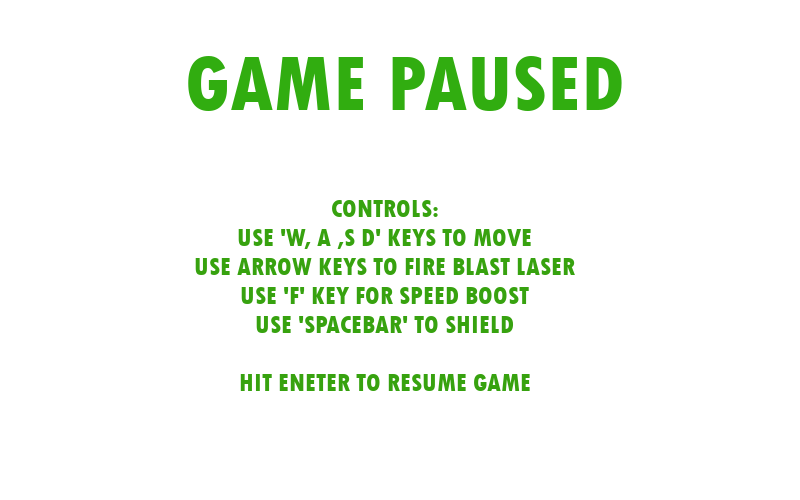 GAME PAUSED
CONTROLS:
USE 'W, A ,S D' KEYS TO MOVE
USE ARROW KEYS TO FIRE BLAST LASER
USE 'F' KEY FOR SPEED BOOST
USE 'SPACEBAR' TO SHIELD
HIT ENETER TO RESUME GAME